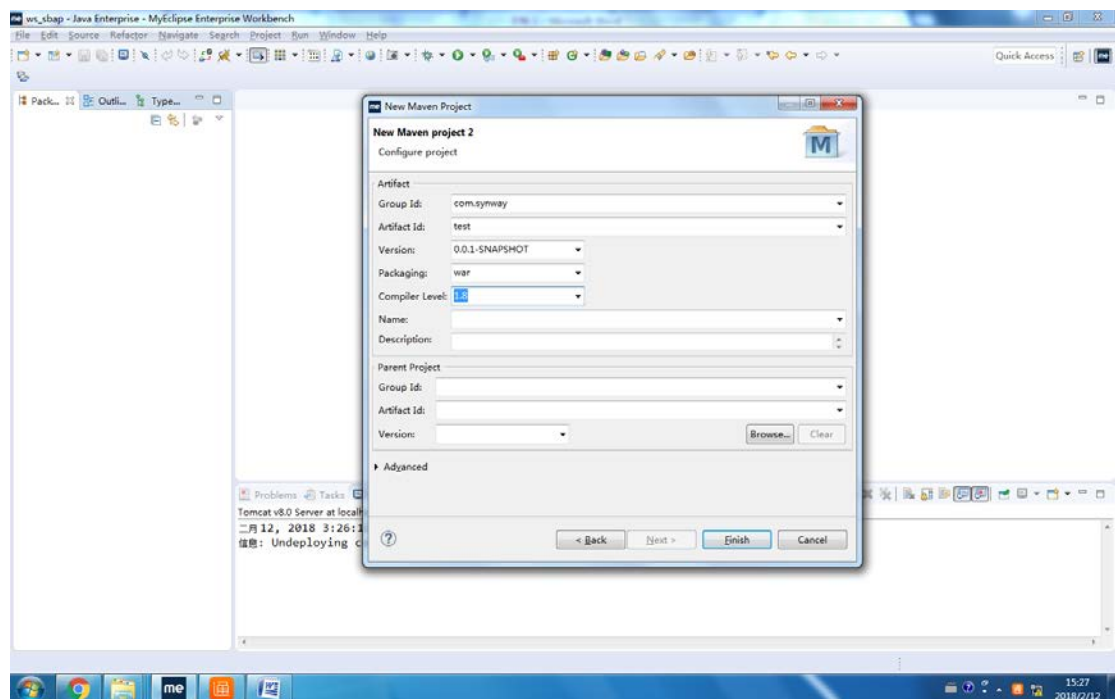 ws_sbap - Java Enterprise - MyEclipse Enterprise Workbench
File Edit Source Refactor Navigate Search Project Run Window Help
Quick Access
Pack... Outli... Type...
New Maven Project
New Maven project 2
Configure project
M
Artifact
Group Id: com.synway
Artifact Id: test
Version: 0.0.1-SNAPSHOT
Packaging: war
Compiler Level: 1.8
Name:
Description:
Parent Project
Group Id:
Artifact Id:
Version: Browse... Clear
Advanced
Problems Tasks
Tomcat v8.0 Server at localh
二月 12, 2018 3:26:1
信息: Undeploying c
< Back Next > Finish Cancel
me
15:27
2018/2/12